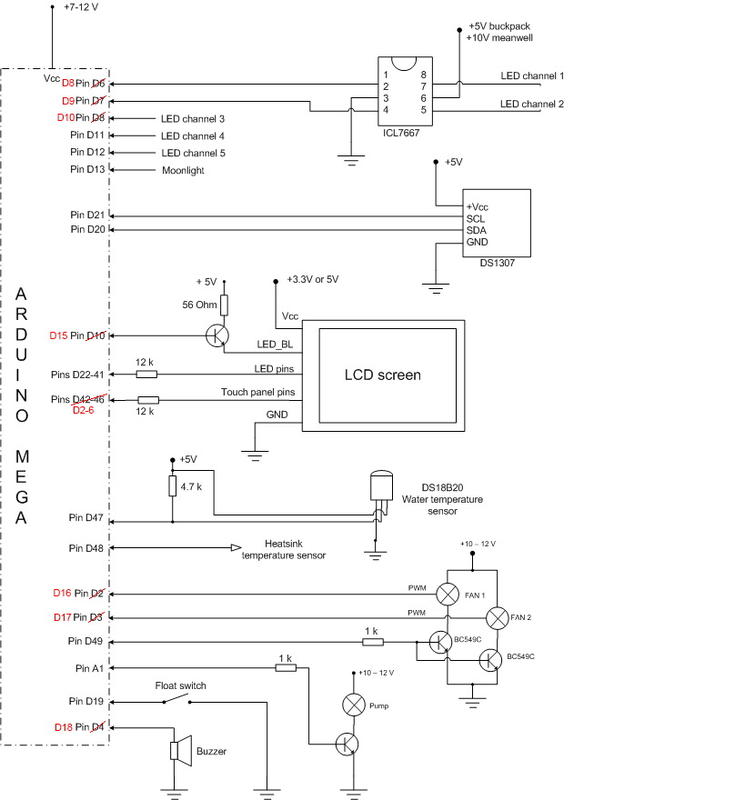 +7-12 V
Vcc
D8 Pin D6
D9 Pin D7
D10 Pin D8
Pin D11
Pin D12
Pin D13
LED channel 3
LED channel 4
LED channel 5
Moonlight
1
2
3
4
8
7
6
5
ICL7667
+5V buckpack
+10V meanwell
LED channel 1
LED channel 2
Pin D21
Pin D20
+5V
+Vcc
SCL
SDA
GND
DS1307
ARDUINO MEGA
+ 5V
56 Ohm
+3.3V or 5V
Vcc
D15 Pin D10
LED_BL
Pins D22-41
12 k
LED pins
Pins D42-46
D2-6
12 k
Touch panel pins
GND
LCD screen
+5V
4.7 k
DS18B20
Water temperature
sensor
Pin D47
Pin D48
Heatsink
temperature sensor
+10 – 12 V
D16 Pin D2
PWM
FAN 1
D17 Pin D3
PWM
FAN 2
Pin D49
1 k
BC549C
BC549C
Pin A1
1 k
+10 – 12 V
Pump
Pin D19
Float switch
D18 Pin D4
Buzzer